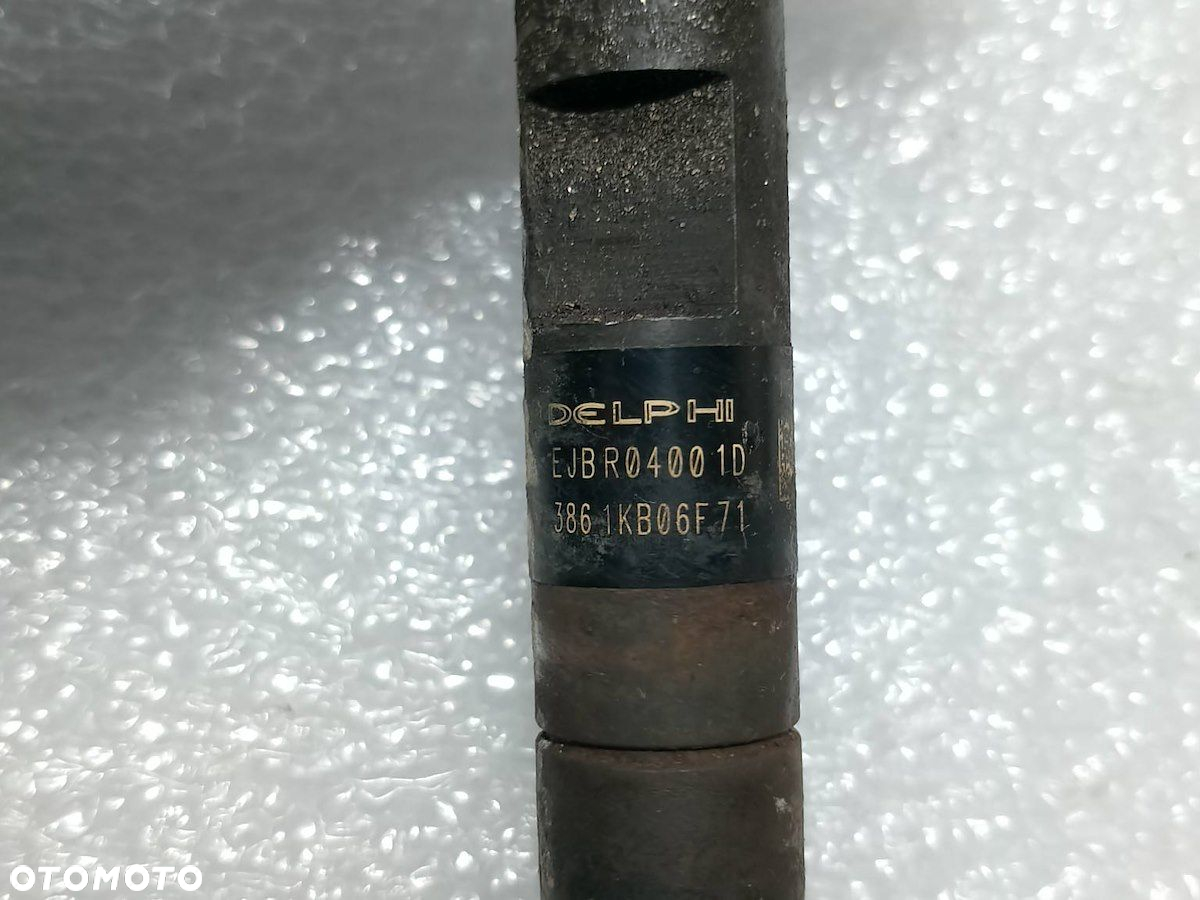 DELPHI
EJBR04001D
3861KB06F71
OTOMOTO